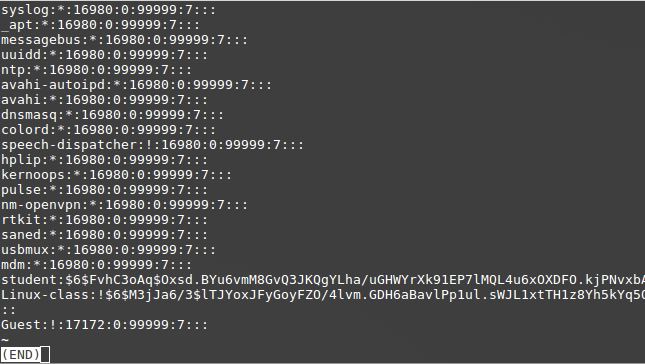 syslog:*:16980:0:99999:7:::
_apt:*:16980:0:99999:7:::
messagebus:*:16980:0:99999:7:::
uuidd:*:16980:0:99999:7:::
ntp:*:16980:0:99999:7:::
avahi-autoipd:*:16980:0:99999:7:::
avahi:*:16980:0:99999:7:::
dnsmasq:*:16980:0:99999:7:::
colord:*:16980:0:99999:7:::
speech-dispatcher:!:16980:0:99999:7:::
hplip:*:16980:0:99999:7:::
kernoops:*:16980:0:99999:7:::
pulse:*:16980:0:99999:7:::
nm-openvpn:*:16980:0:99999:7:::
rtkit:*:16980:0:99999:7:::
saned:*:16980:0:99999:7:::
usbmux:*:16980:0:99999:7:::
mdm:*:16980:0:99999:7:::
student:$6$FvhC3oAq$Oxsd.BYu6vmM8GvQ3JKQgYLha/uGHWYrXk91EP7lMQL4u6xOXDFO.kjPNvxbA
Linux-class:!$6$M3jJa6/3$lTJYoxJFyGoyFZO/4lvm.GDH6aBavlPp1ul.sWJL1xtTH1z8Yh5kYq5G
::
Guest:!:17172:0:99999:7:::
~
(END)